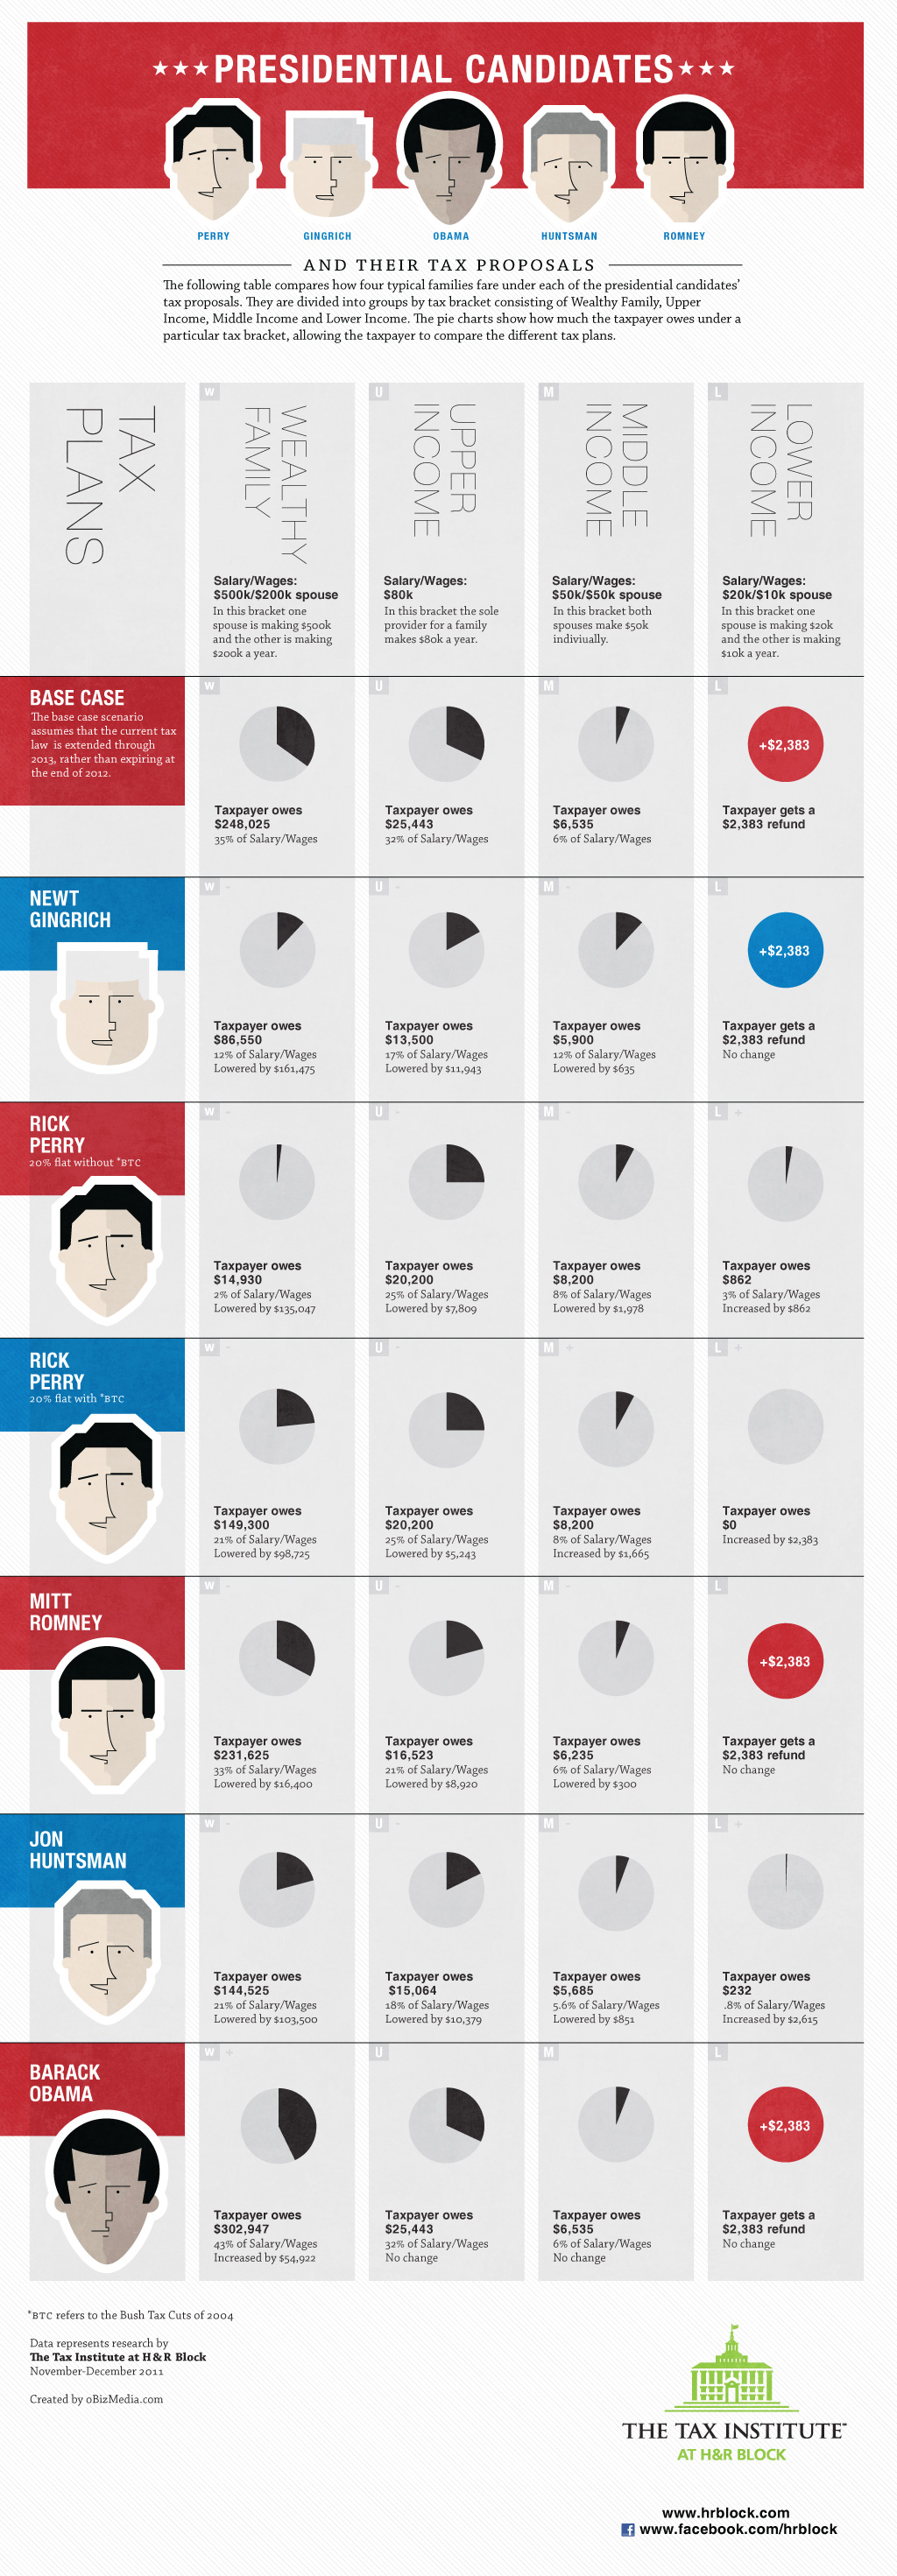 ★★★PRESIDENTIAL CANDIDATES★★★
PERRY
GINGRICH
OBAMA
HUNTSMAN
ROMNEY
AND THEIR TAX PROPOSALS
The following table compares how four typical families fare under each of the presidential candidates'
tax proposals. They are divided into groups by tax bracket consisting of Wealthy Family, Upper
Income, Middle Income and Lower Income. The pie charts show how much the taxpayer owes under a
particular tax bracket, allowing the taxpayer to compare the different tax plans.
TAX
PLANS
W
WEALTHY
FAMILY
Salary/Wages:
$500k/$200k spouse
In this bracket one
spouse is making $500k
and the other is making
$200k a year.
U
UPPER
INCOME
Salary/Wages:
$80k
In this bracket the sole
provider for a family
makes $80k a year.
M
MIDDLE
INCOME
Salary/Wages:
$50k/$50k spouse
In this bracket both
spouses make $50k
indiviually.
L
LOWER
INCOME
Salary/Wages:
$20k/$10k spouse
In this bracket one
spouse is making $20k
and the other is making
$10k a year.
BASE CASE
The base case scenario
assumes that the current tax
law is extended through
2013, rather than expiring at
the end of 2012.
W
Taxpayer owes
$248,025
35% of Salary/Wages
U
Taxpayer owes
$25,443
32% of Salary/Wages
M
Taxpayer owes
$6,535
6% of Salary/Wages
L
+$2,383
Taxpayer gets a
$2,383 refund
NEWT
GINGRICH
W -
Taxpayer owes
$86,550
12% of Salary/Wages
Lowered by $161,475
U -
Taxpayer owes
$13,500
17% of Salary/Wages
Lowered by $11,943
M -
Taxpayer owes
$5,900
12% of Salary/Wages
Lowered by $635
L
+$2,383
Taxpayer gets a
$2,383 refund
No change
RICK
PERRY
20% flat without *BTC
W -
Taxpayer owes
$14,930
2% of Salary/Wages
Lowered by $135,047
U -
Taxpayer owes
$20,200
25% of Salary/Wages
Lowered by $7,809
M -
Taxpayer owes
$8,200
8% of Salary/Wages
Lowered by $1,978
L +
Taxpayer owes
$862
3% of Salary/Wages
Increased by $862
RICK
PERRY
20% flat with *BTC
W -
Taxpayer owes
$149,300
21% of Salary/Wages
Lowered by $98,725
U -
Taxpayer owes
$20,200
25% of Salary/Wages
Lowered by $5,243
M +
Taxpayer owes
$8,200
8% of Salary/Wages
Increased by $1,665
L +
Taxpayer owes
$0
Increased by $2,383
MITT
ROMNEY
W -
Taxpayer owes
$231,625
33% of Salary/Wages
Lowered by $16,400
U -
Taxpayer owes
$16,523
21% of Salary/Wages
Lowered by $8,920
M -
Taxpayer owes
$6,235
6% of Salary/Wages
Lowered by $300
L
+$2,383
Taxpayer gets a
$2,383 refund
No change
JON
HUNTSMAN
W -
Taxpayer owes
$144,525
21% of Salary/Wages
Lowered by $103,500
U -
Taxpayer owes
$15,064
18% of Salary/Wages
Lowered by $10,379
M -
Taxpayer owes
$5,685
5.6% of Salary/Wages
Lowered by $851
L +
Taxpayer owes
$232
.8% of Salary/Wages
Increased by $2,615
BARACK
OBAMA
W +
Taxpayer owes
$302,947
43% of Salary/Wages
Increased by $54,922
U
Taxpayer owes
$25,443
32% of Salary/Wages
No change
M
Taxpayer owes
$6,535
6% of Salary/Wages
No change
L
+$2,383
Taxpayer gets a
$2,383 refund
No change
*BTC refers to the Bush Tax Cuts of 2004
Data represents research by
The Tax Institute at H&R Block
November-December 2011
Created by oBizMedia.com
THE TAX INSTITUTE™
AT H&R BLOCK
www.hrblock.com
f www.facebook.com/hrblock